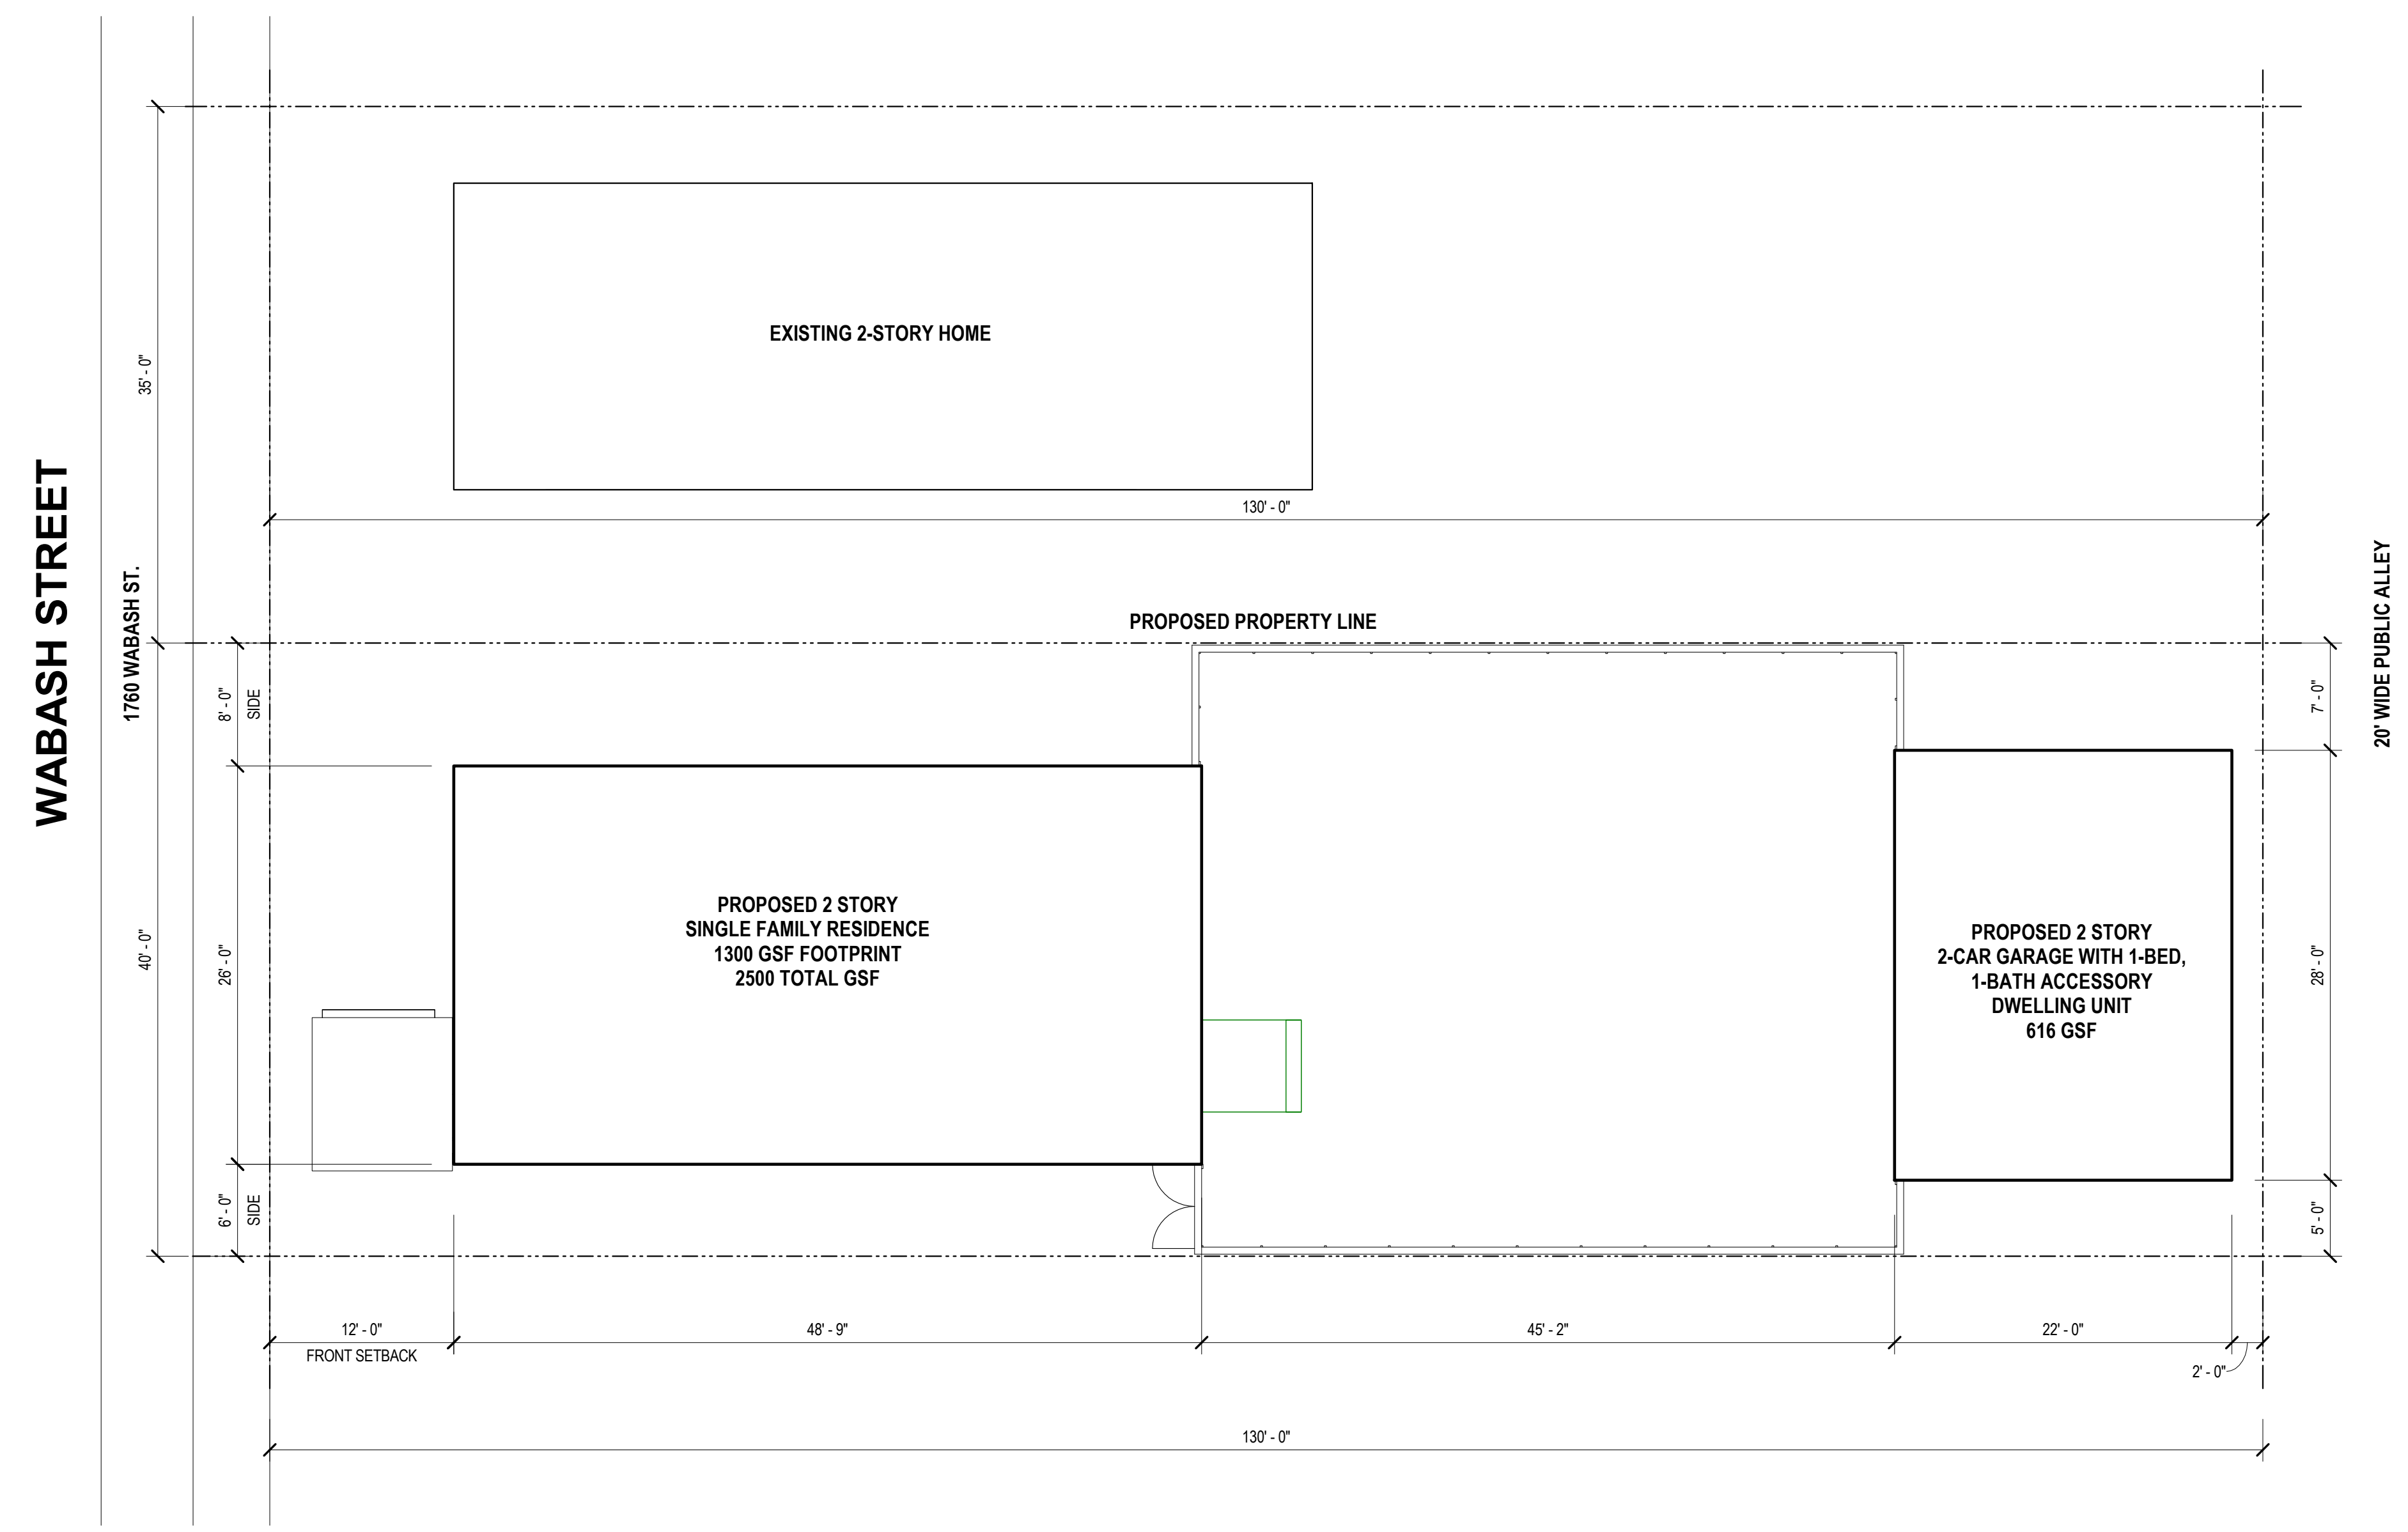 35' - 0"
EXISTING 2-STORY HOME
130' - 0"
WABASH STREET
1760 WABASH ST.
PROPOSED PROPERTY LINE
20' WIDE PUBLIC ALLEY
8' - 0"
SIDE
7' - 0"
40' - 0"
26' - 0"
PROPOSED 2 STORY
SINGLE FAMILY RESIDENCE
1300 GSF FOOTPRINT
2500 TOTAL GSF
PROPOSED 2 STORY
2-CAR GARAGE WITH 1-BED,
1-BATH ACCESSORY
DWELLING UNIT
616 GSF
28' - 0"
6' - 0"
SIDE
5' - 0"
12' - 0"
FRONT SETBACK
48' - 9"
45' - 2"
22' - 0"
2' - 0"
130' - 0"